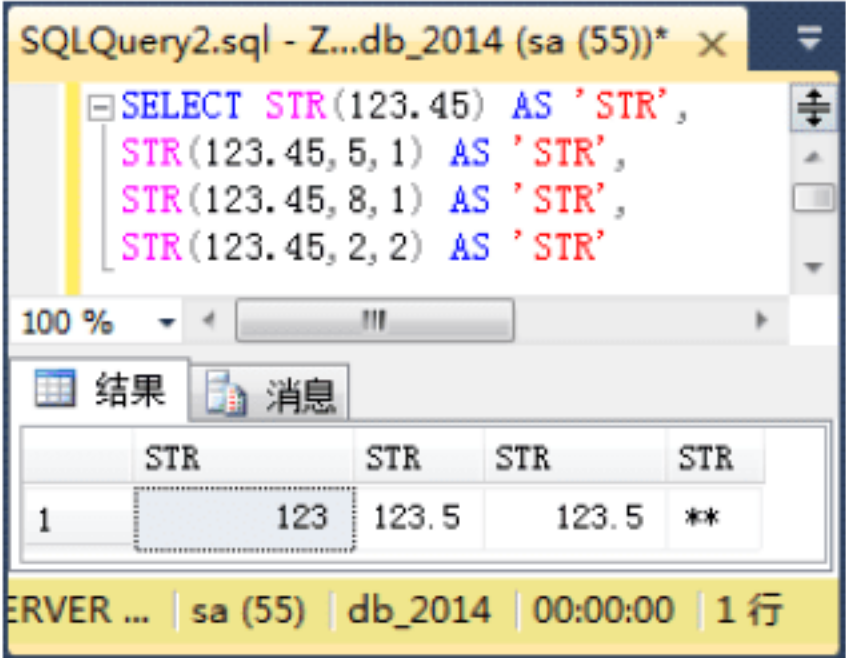 SQLQuery2.sql - Z...db_2014 (sa (55))*
SELECT STR(123.45) AS 'STR',
STR(123.45,5,1) AS 'STR',
STR(123.45,8,1) AS 'STR',
STR(123.45,2,2) AS 'STR'
100 %
结果 消息
STR STR STR STR
1 123 123.5 123.5 **
ERVER ... sa (55) db_2014 00:00:00 1 行